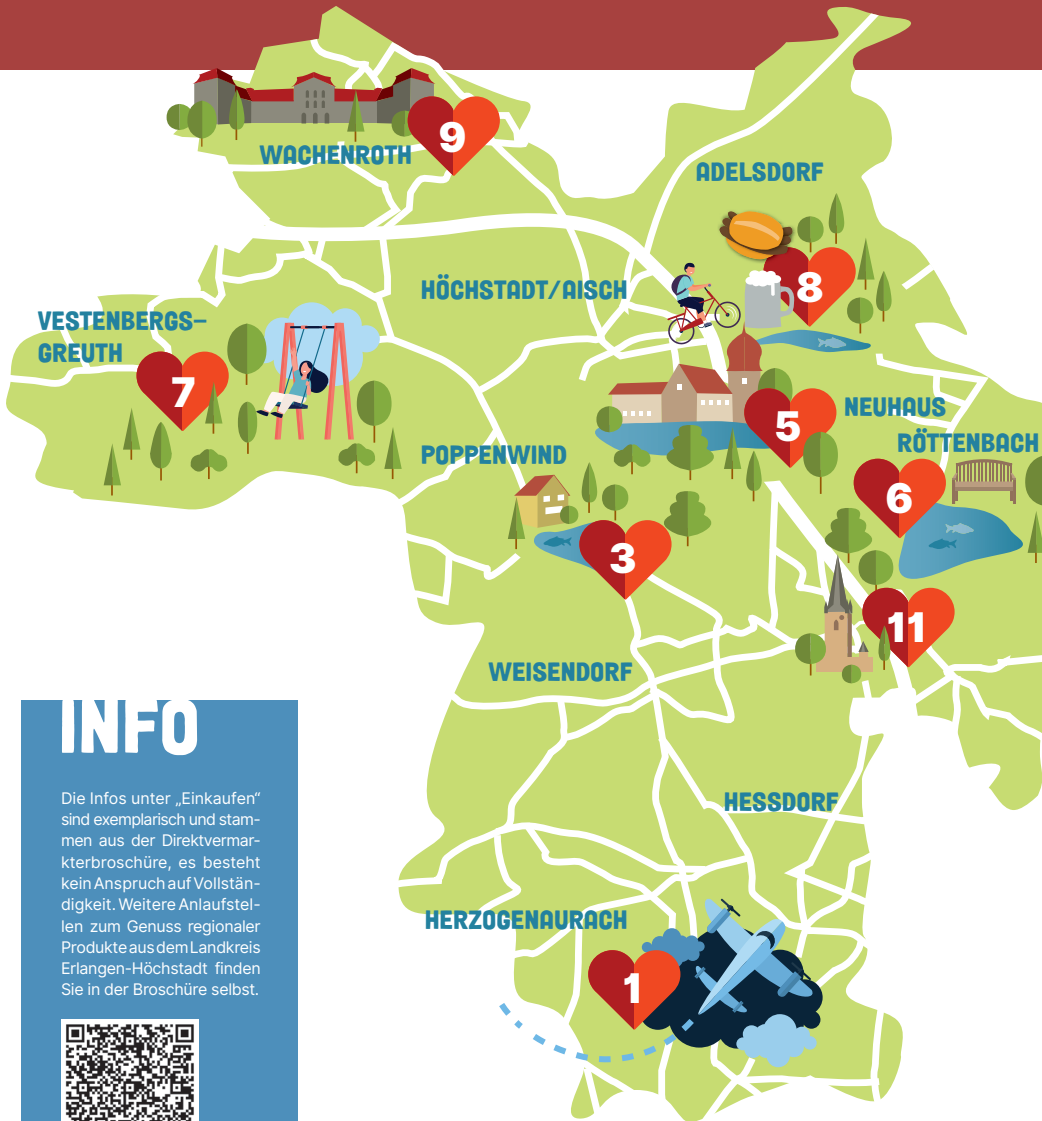 9
WACHENROTH
ADELSDORF
8
HÖCHSTADT/AISCH
VESTENBERGS-
GREUTH
7
5
NEUHAUS
RÖTTENBACH
6
POPPENWIND
3
11
WEISENDORF
HESSDORF
HERZOGENAURACH
1
INFO
Die Infos unter „Einkaufen“
sind exemplarisch und stam-
men aus der Direktvermar-
kterbroschüre, es besteht
kein Anspruch auf Vollstän-
digkeit. Weitere Anlaufstel-
len zum Genuss regionaler
Produkte aus dem Landkreis
Erlangen-Höchstadt finden
Sie in der Broschüre selbst.